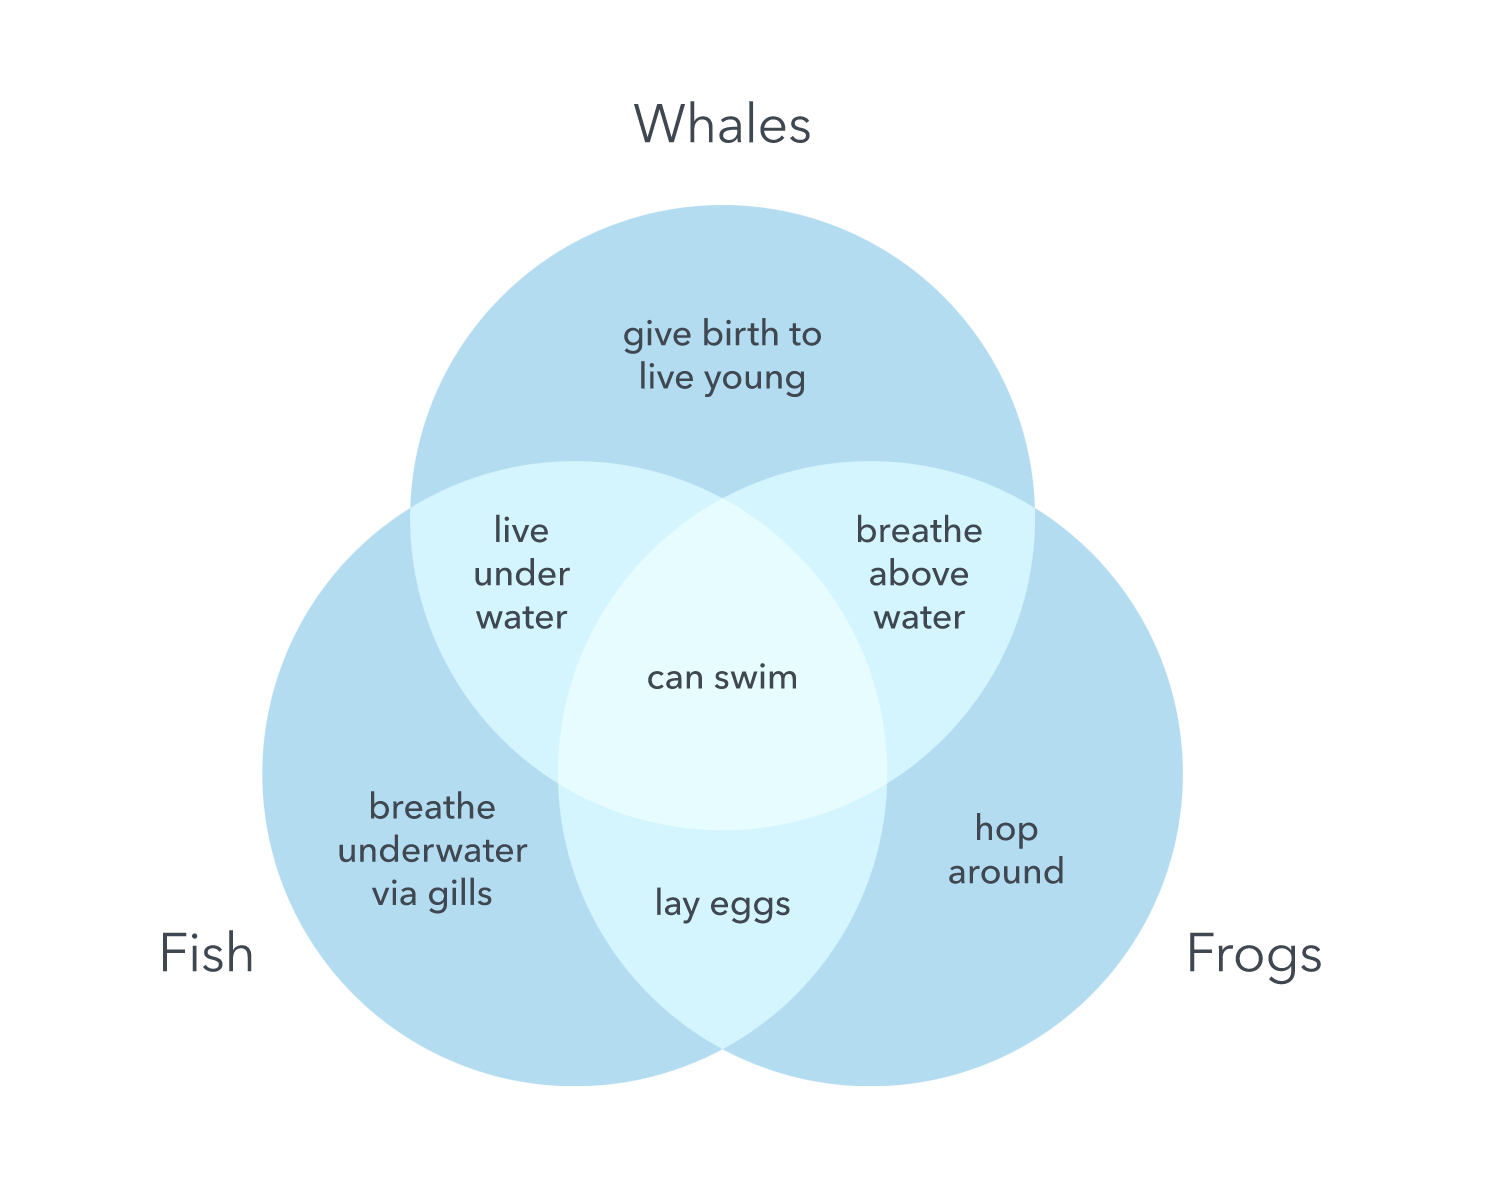 Whales
give birth to
live young
live
under
water
breathe
above
water
can swim
breathe
underwater
via gills
hop
around
lay eggs
Fish
Frogs